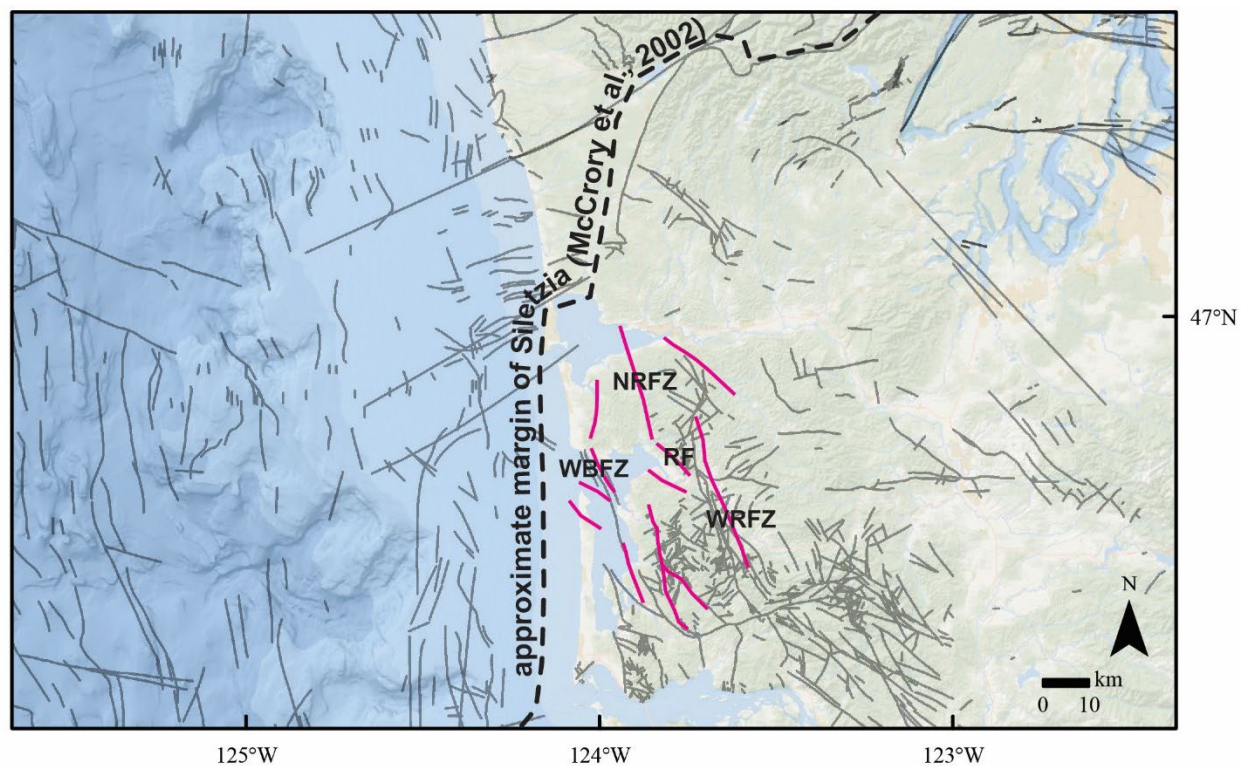 approximate margin of Siletzia (McCrory et al., 2002)
47°N
NRFZ
RF
WBFZ
WRFZ
N
km
0 10
125°W 124°W 123°W